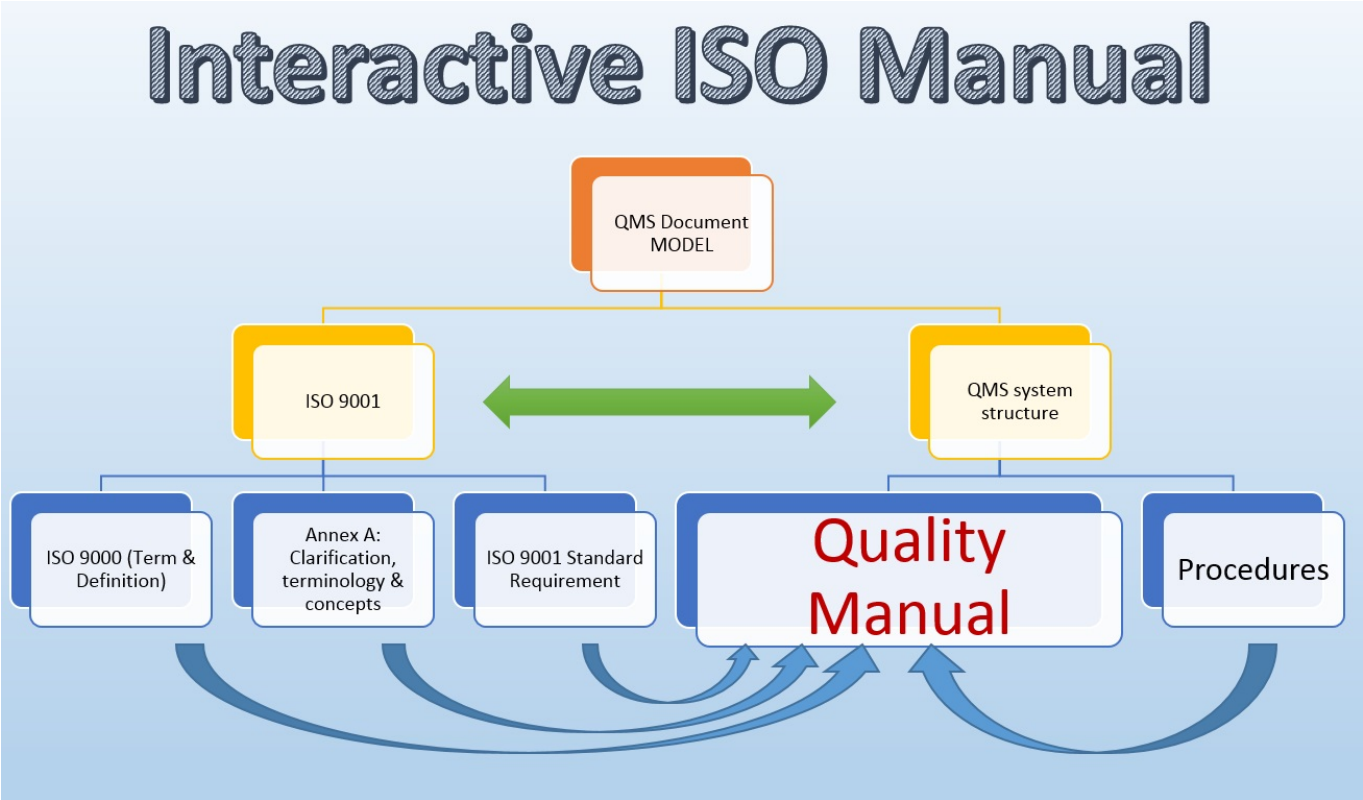 Interactive ISO Manual
QMS Document
MODEL
ISO 9001
QMS system
structure
ISO 9000 (Term &
Definition)
Annex A:
Clarification,
terminology &
concepts
ISO 9001 Standard
Requirement
Quality
Manual
Procedures